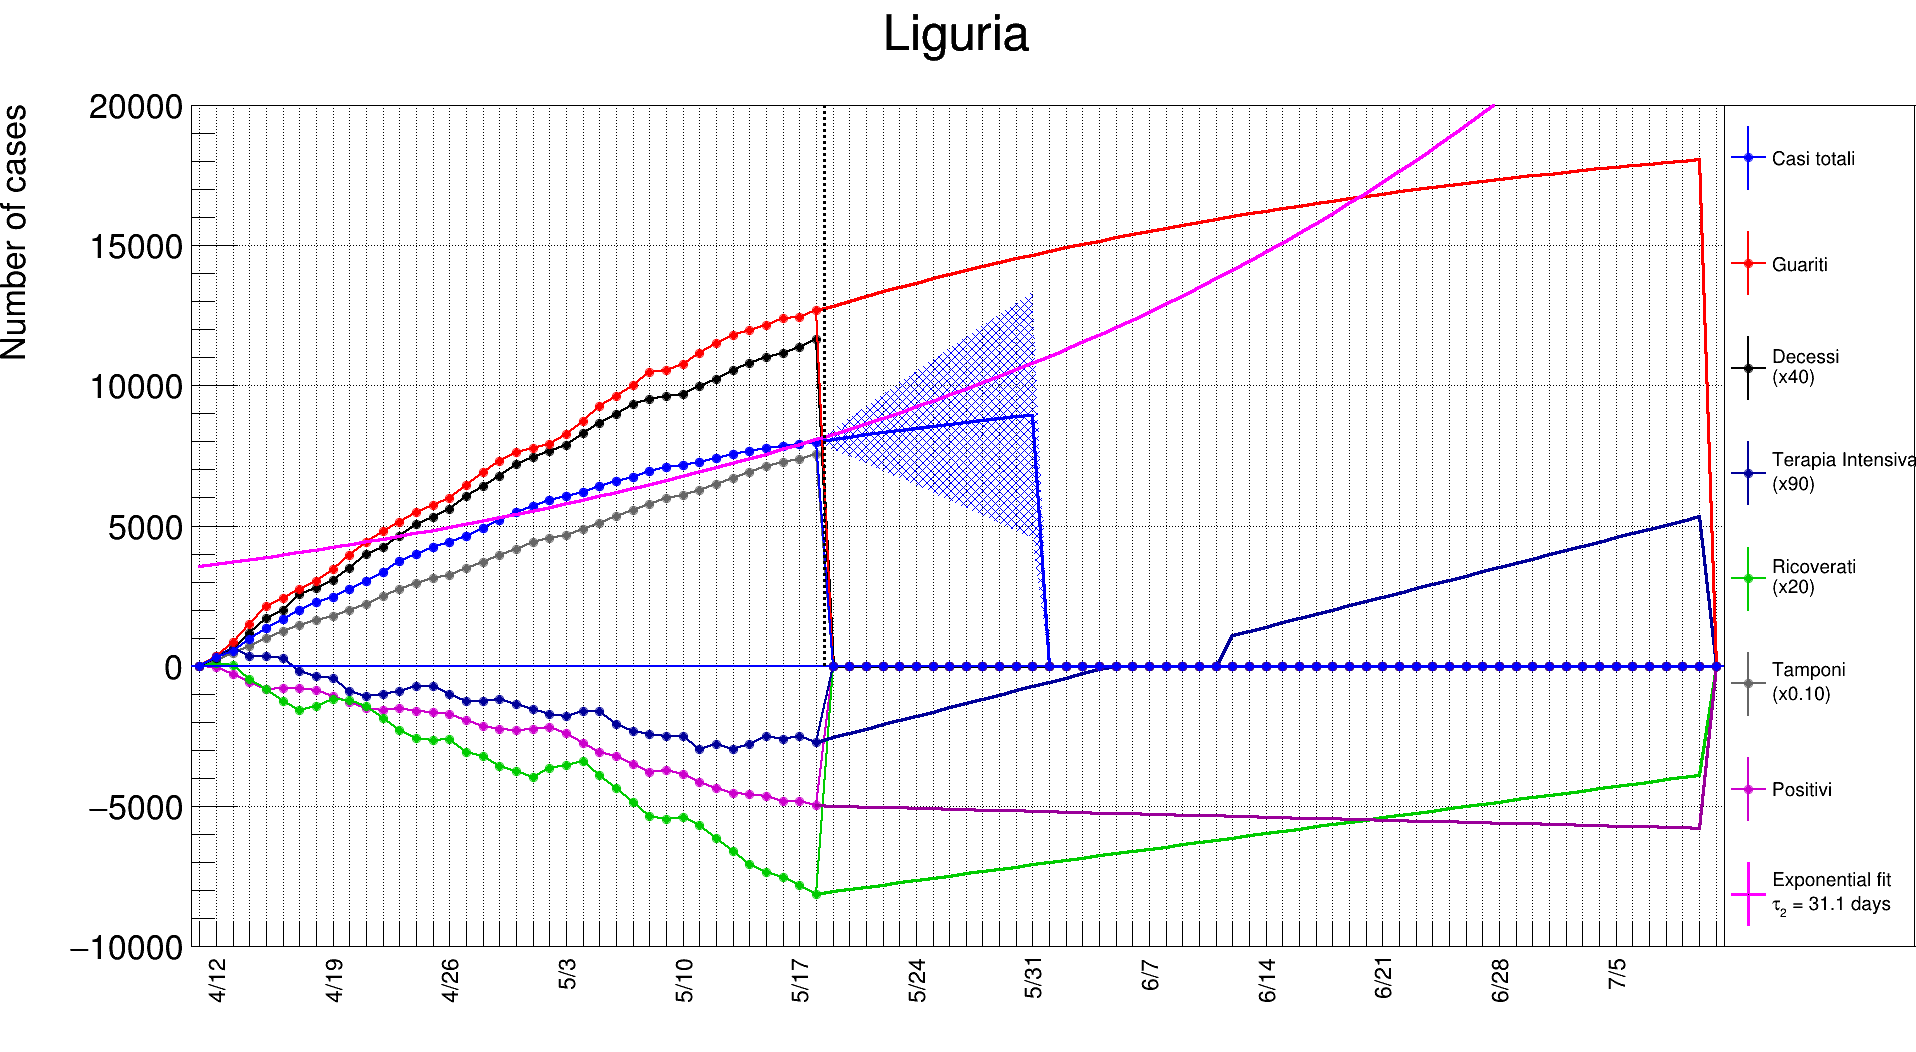 Liguria
Number of cases
20000
15000
10000
5000
0
−5000
−10000
4/12
4/19
4/26
5/3
5/10
5/17
5/24
5/31
6/7
6/14
6/21
6/28
7/5
Casi totali
Guariti
Decessi
(x40)
Terapia Intensiva
(x90)
Ricoverati
(x20)
Tamponi
(x0.10)
Positivi
Exponential fit
τ2 = 31.1 days